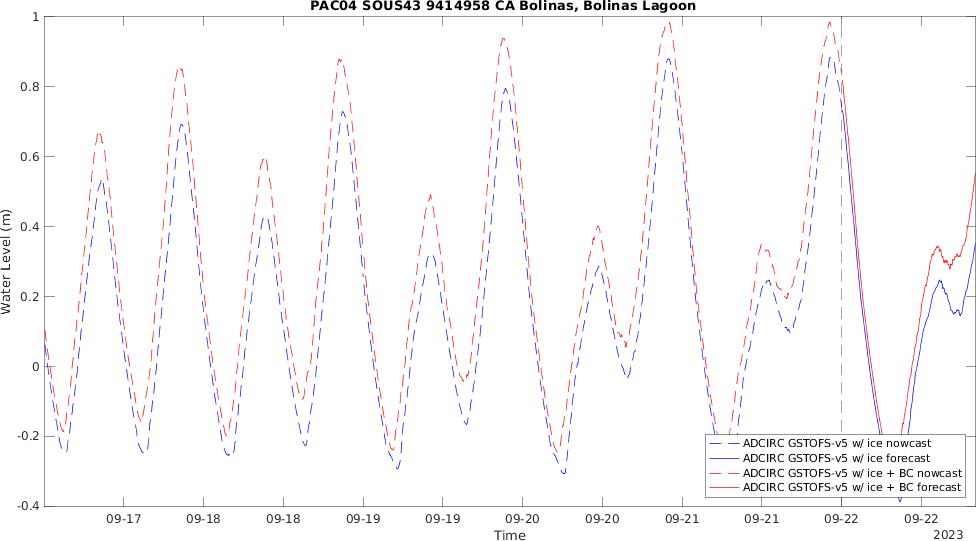 PAC04 SOUS43 9414958 CA Bolinas, Bolinas Lagoon
Water Level (m)
1
0.8
0.6
0.4
0.2
0
-0.2
-0.4
ADCIRC GSTOFS-v5 w/ ice nowcast
ADCIRC GSTOFS-v5 w/ ice forecast
ADCIRC GSTOFS-v5 w/ ice + BC nowcast
ADCIRC GSTOFS-v5 w/ ice + BC forecast
09-17 09-18 09-18 09-19 09-19 09-20 09-20 09-21 09-21 09-22 09-22
Time
2023